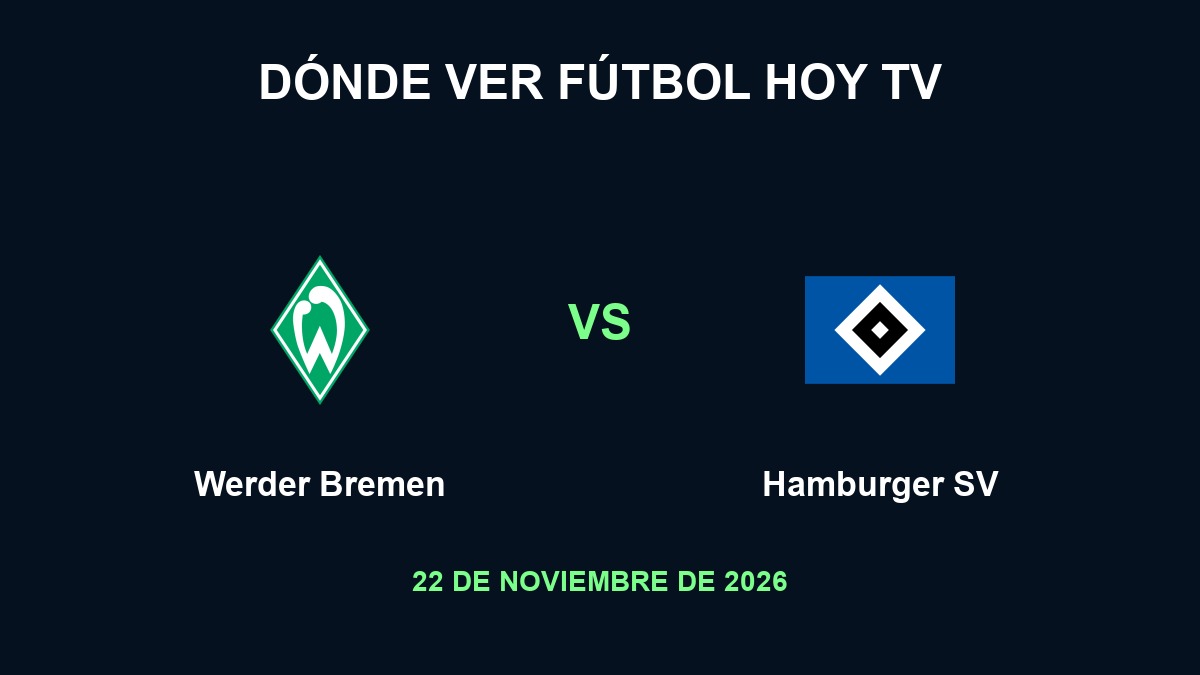 DÓNDE VER FÚTBOL HOY TV
VS
Werder Bremen
Hamburger SV
22 DE NOVIEMBRE DE 2026